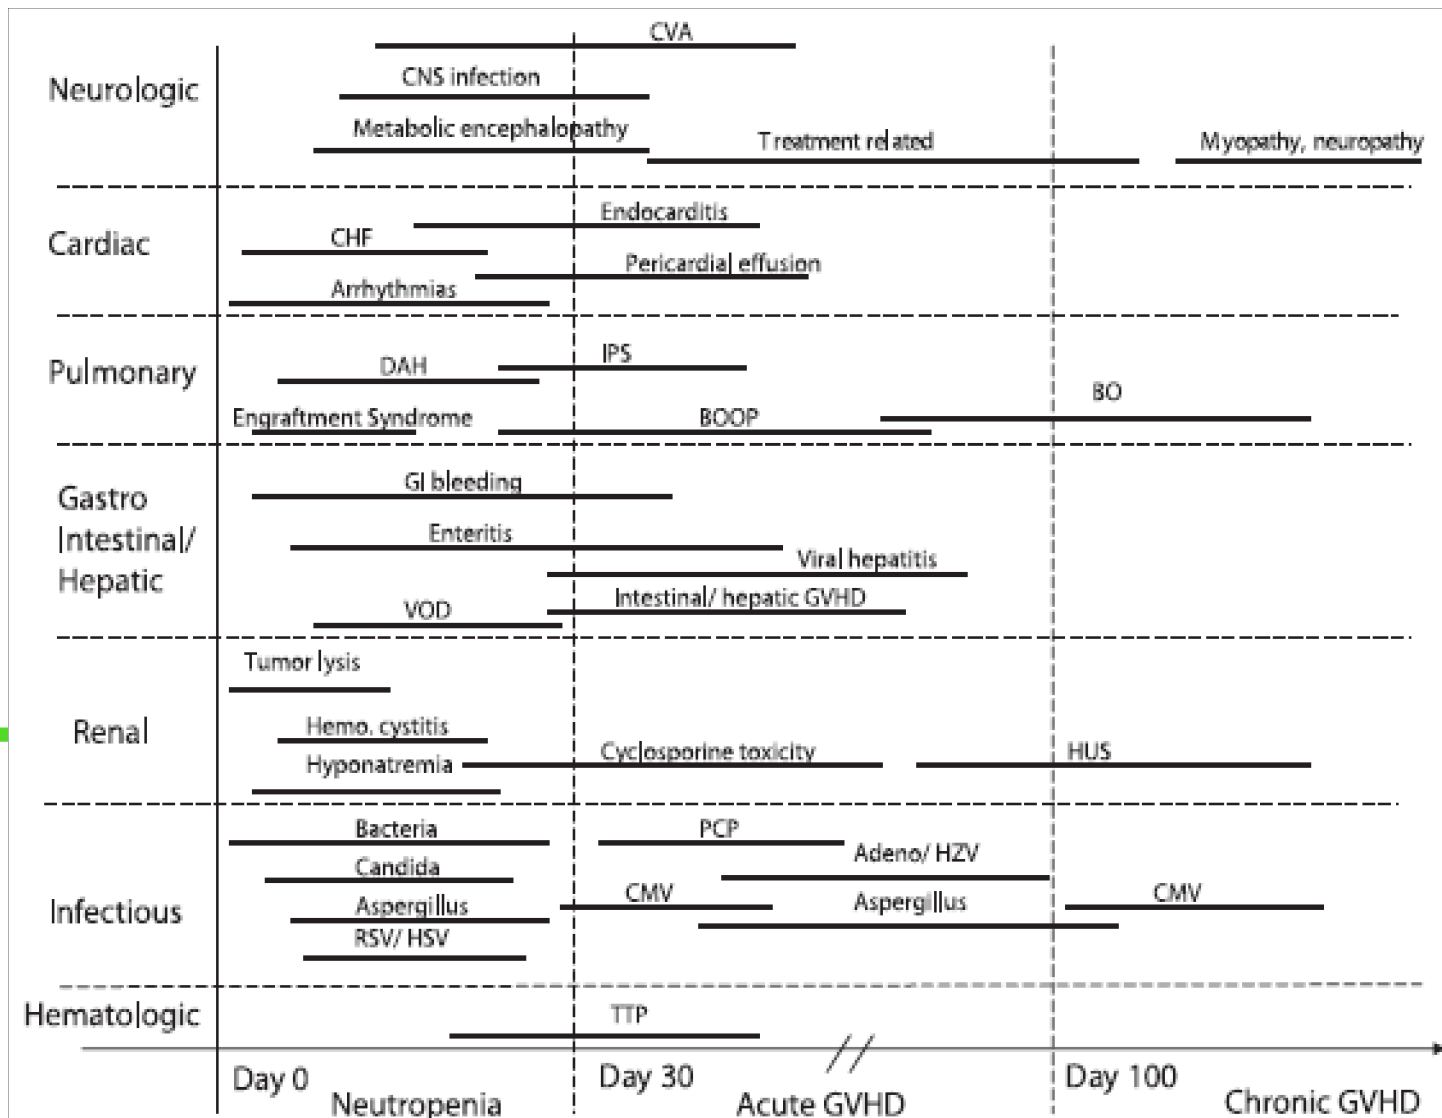 CVA
CNS infection
Neurologic
Metabolic encephalopathy
Treatment related
Myopathy, neuropathy
Endocarditis
CHF
Cardiac
Pericardial effusion
Arrhythmias
IPS
DAH
Pulmonary
BO
Engraftment Syndrome
BOOP
GI bleeding
Gastro
Intestinal/
Hepatic
Enteritis
Viral hepatitis
Intestinal/ hepatic GVHD
VOD
Tumor lysis
Renal
Hemo. cystitis
Cyclosporine toxicity
HUS
Hyponatremia
Bacteria
PCP
Adeno/ HZV
Candida
CMV
CMV
Infectious
Aspergillus
Aspergillus
RSV/ HSV
Hematologic
TTP
Day 0
Day 30
Day 100
Neutropenia
Acute GVHD
Chronic GVHD